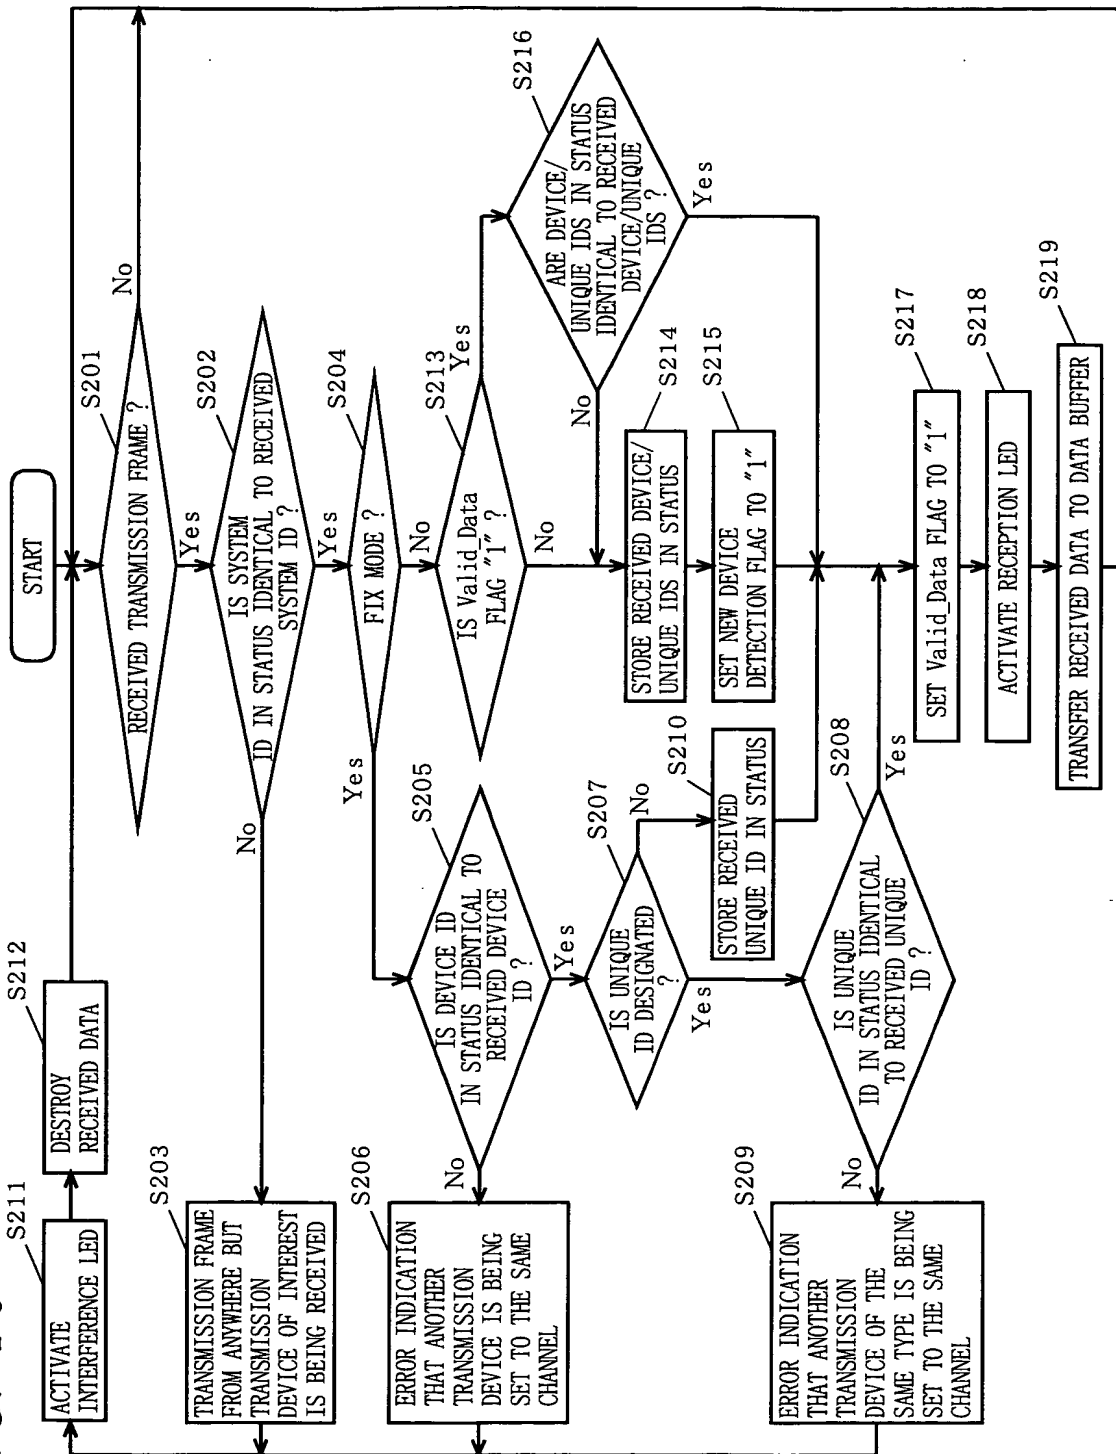 START
S201
RECEIVED TRANSMISSION FRAME ?
No
Yes
S202
IS SYSTEM
ID IN STATUS IDENTICAL TO RECEIVED
SYSTEM ID ?
No
Yes
S204
FIX MODE ?
Yes
No
S213
IS Valid_Data
FLAG "1" ?
Yes
No
S216
ARE DEVICE/
UNIQUE IDS IN STATUS
IDENTICAL TO RECEIVED
DEVICE/UNIQUE
IDS ?
No
Yes
S214
STORE RECEIVED DEVICE/
UNIQUE IDS IN STATUS
S215
SET NEW DEVICE
DETECTION FLAG TO "1"
S205
IS DEVICE ID
IN STATUS IDENTICAL TO
RECEIVED DEVICE
ID ?
No
Yes
S207
IS UNIQUE
ID DESIGNATED
?
No
Yes
S210
STORE RECEIVED
UNIQUE ID IN STATUS
S208
IS UNIQUE
ID IN STATUS IDENTICAL
TO RECEIVED UNIQUE
ID ?
No
Yes
S217
SET Valid_Data FLAG TO "1"
S218
ACTIVATE RECEPTION LED
S219
TRANSFER RECEIVED DATA TO DATA BUFFER
S212
DESTROY
RECEIVED DATA
S211
ACTIVATE
INTERFERENCE LED
S203
TRANSMISSION FRAME
FROM ANYWHERE BUT
TRANSMISSION
DEVICE OF INTEREST
IS BEING RECEIVED
S206
ERROR INDICATION
THAT ANOTHER
TRANSMISSION
DEVICE IS BEING
SET TO THE SAME
CHANNEL
S209
ERROR INDICATION
THAT ANOTHER
TRANSMISSION
DEVICE OF THE
SAME TYPE IS BEING
SET TO THE SAME
CHANNEL